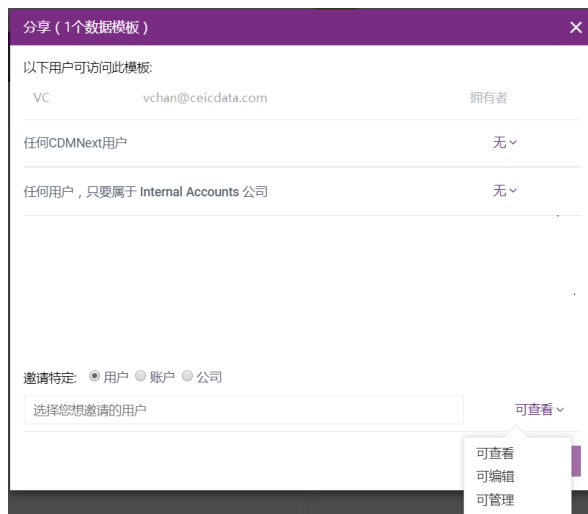 分享（1个数据模板）
以下用户可访问此模板:
VC vchan@ceicdata.com 拥有者
任何CDMNext用户 无
任何用户，只要属于 Internal Accounts 公司 无
邀请特定: 用户 账户 公司
选择您想邀请的用户 可查看
可查看
可编辑
可管理